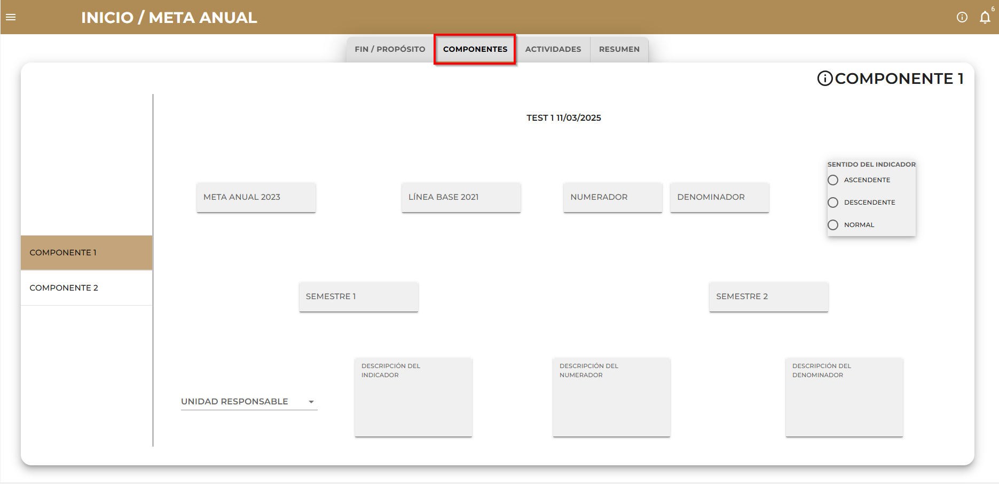 INICIO / META ANUAL
6
FIN / PROPÓSITO
COMPONENTES
ACTIVIDADES
RESUMEN
COMPONENTE 1
TEST 1 11/03/2025
SENTIDO DEL INDICADOR
ASCENDENTE
DESCENDENTE
NORMAL
META ANUAL 2023
LÍNEA BASE 2021
NUMERADOR
DENOMINADOR
COMPONENTE 1
COMPONENTE 2
SEMESTRE 1
SEMESTRE 2
UNIDAD RESPONSABLE
DESCRIPCIÓN DEL
INDICADOR
DESCRIPCIÓN DEL
NUMERADOR
DESCRIPCIÓN DEL
DENOMINADOR